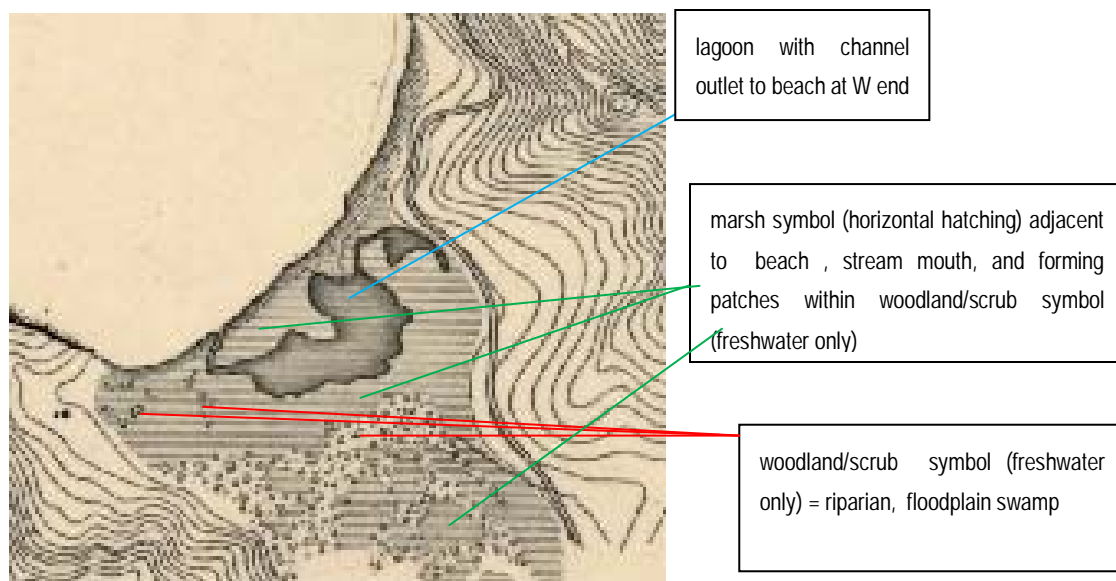 lagoon with channel
outlet to beach at W end
marsh symbol (horizontal hatching) adjacent
to beach , stream mouth, and forming
patches within woodland/scrub symbol
(freshwater only)
woodland/scrub symbol (freshwater
only) = riparian, floodplain swamp